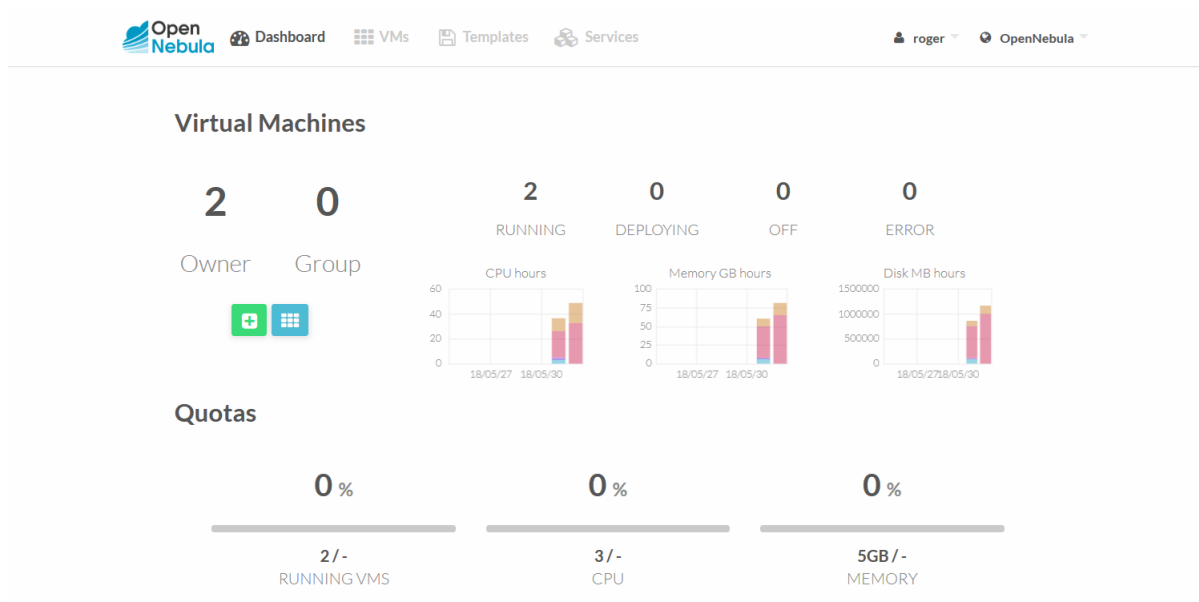 Open
Nebula
Dashboard VMs Templates Services roger OpenNebula
Virtual Machines
2 0
Owner Group
2 0 0 0
RUNNING DEPLOYING OFF ERROR
CPU hours
60
40
20
0
18/05/27 18/05/30
Memory GB hours
100
75
50
25
0
18/05/27 18/05/30
Disk MB hours
1500000
1000000
500000
0
18/05/27 18/05/30
Quotas
0 % 0 % 0 %
2 / - 3 / - 5GB / -
RUNNING VMS CPU MEMORY